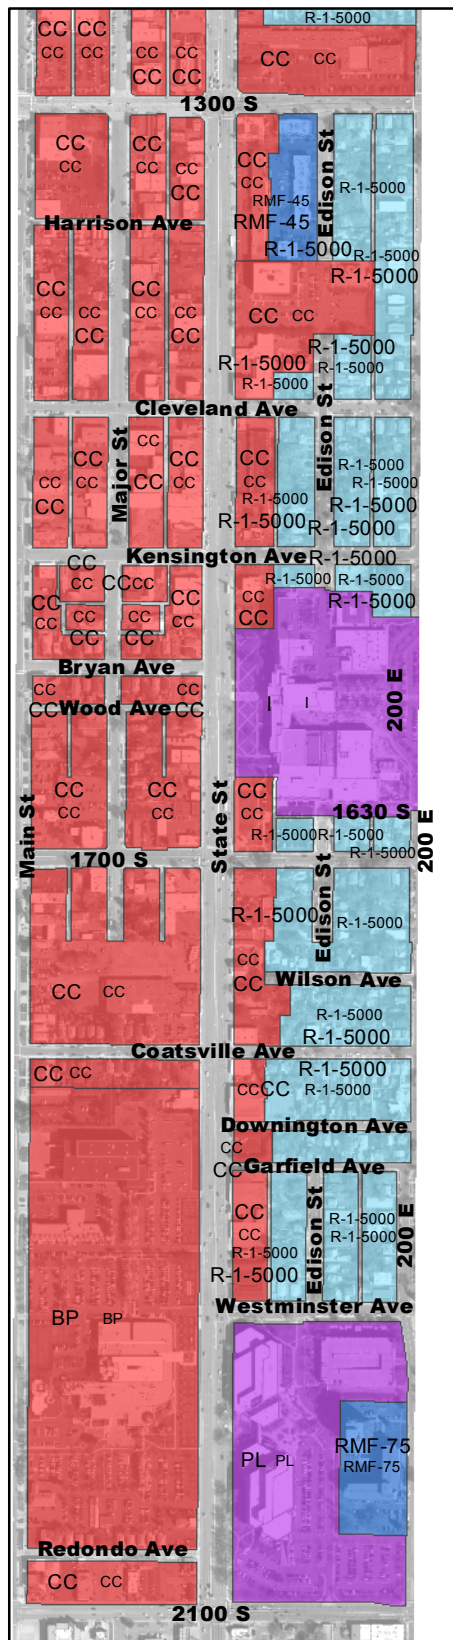 R-1-5000
R-1-5000
CC CC
CC CC
CC CC
CC CC
CC CC
1300 S
CC
CC
CC
CC
CC
CC
CC
CC
RMF-45
RMF-45
Edison St
R-1-5000
Harrison Ave
R-1-5000
R-1-5000
R-1-5000
CC
CC
CC
CC
CC
CC
CC
CC
CC CC
R-1-5000
R-1-5000
R-1-5000
R-1-5000
Cleveland Ave
Major St
CC
CC
CC
CC
CC
CC
CC
CC
CC
CC
Edison St
R-1-5000
R-1-5000
R-1-5000
R-1-5000
R-1-5000
R-1-5000
Kensington Ave
R-1-5000
CC
CC
CC
CC
CC
CC
CC
CC
CC
CC
CC
CC
CC
CC
R-1-5000
R-1-5000
R-1-5000
Bryan Ave
CC
CC
CC
CC
Wood Ave
I I
200 E
CC
CC
CC
CC
Main St
State St
CC
CC
1630 S
R-1-5000
R-1-5000
R-1-5000
200 E
1700 S
R-1-5000
Edison St
R-1-5000
CC
CC
Wilson Ave
CC CC
R-1-5000
R-1-5000
Coatsville Ave
CC CC
R-1-5000
CC CC
R-1-5000
Downington Ave
CC
CC
Garfield Ave
CC
CC
R-1-5000
R-1-5000
Edison St
R-1-5000
R-1-5000
200 E
Westminster Ave
BP BP
PL PL
RMF-75
RMF-75
Redondo Ave
CC CC
2100 S